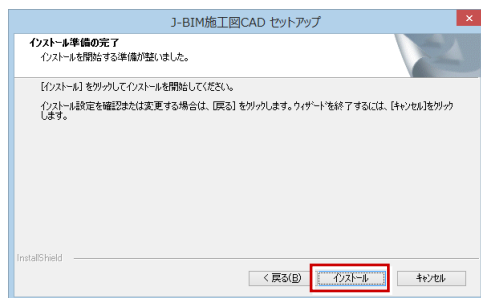 J-BIM施工図CAD セットアップ
インストール準備の完了
インストールを開始する準備が整いました。
[インストール] をクリックしてインストールを開始してください。
インストール設定を確認または変更する場合は、[戻る] をクリックします。ウィザードを終了するには、[キャンセル]をクリック
します。
InstallShield
< 戻る(B)
インストール
キャンセル